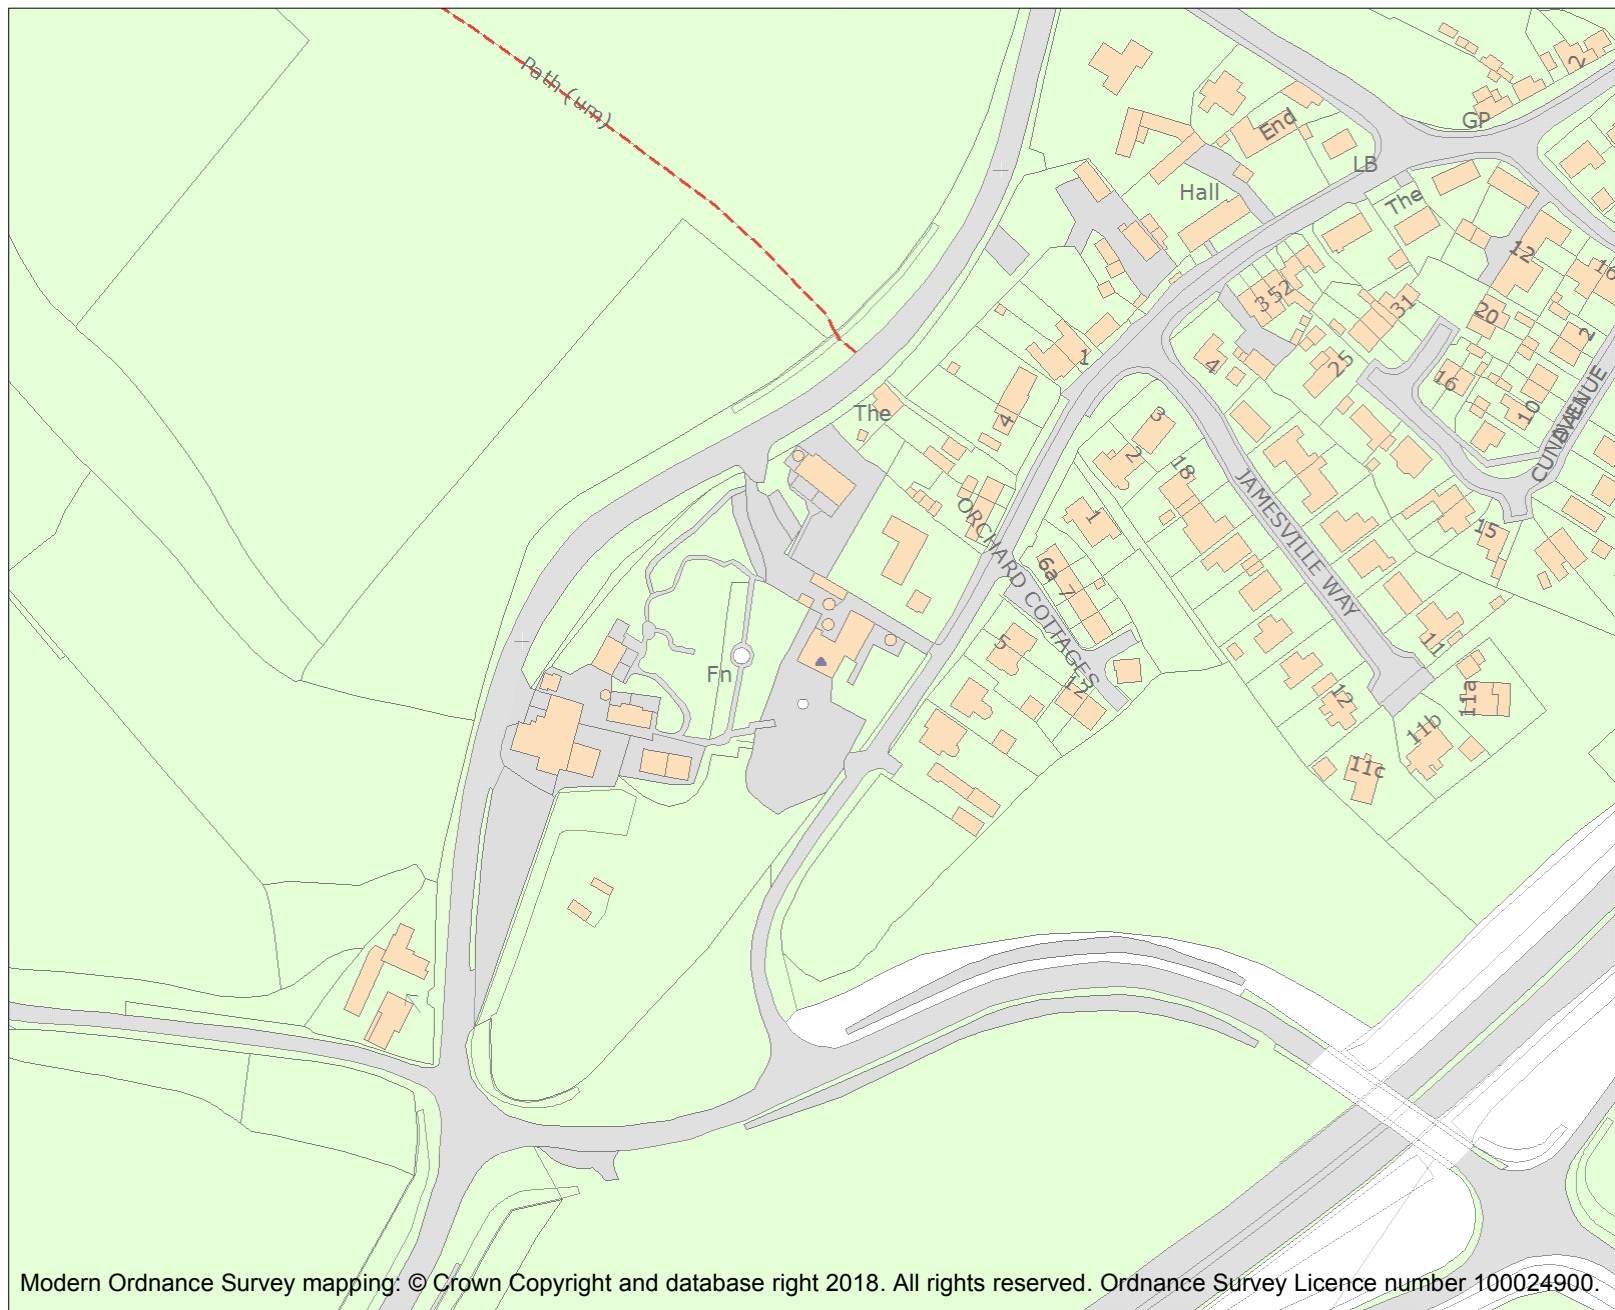 Path (um)
2
End
GP
LB
Hall
The
12
16
3 52
31
20
2
1
4
25
16
10
The
4
3
2
18
CUNDALL
AVENUE
ORCHARD COTTAGES
1
JAMESVILLE WAY
15
6a 7
5
11
Fn
12
12
11a
11b
11c
Modern Ordnance Survey mapping: © Crown Copyright and database right 2018. All rights reserved. Ordnance Survey Licence number 100024900.